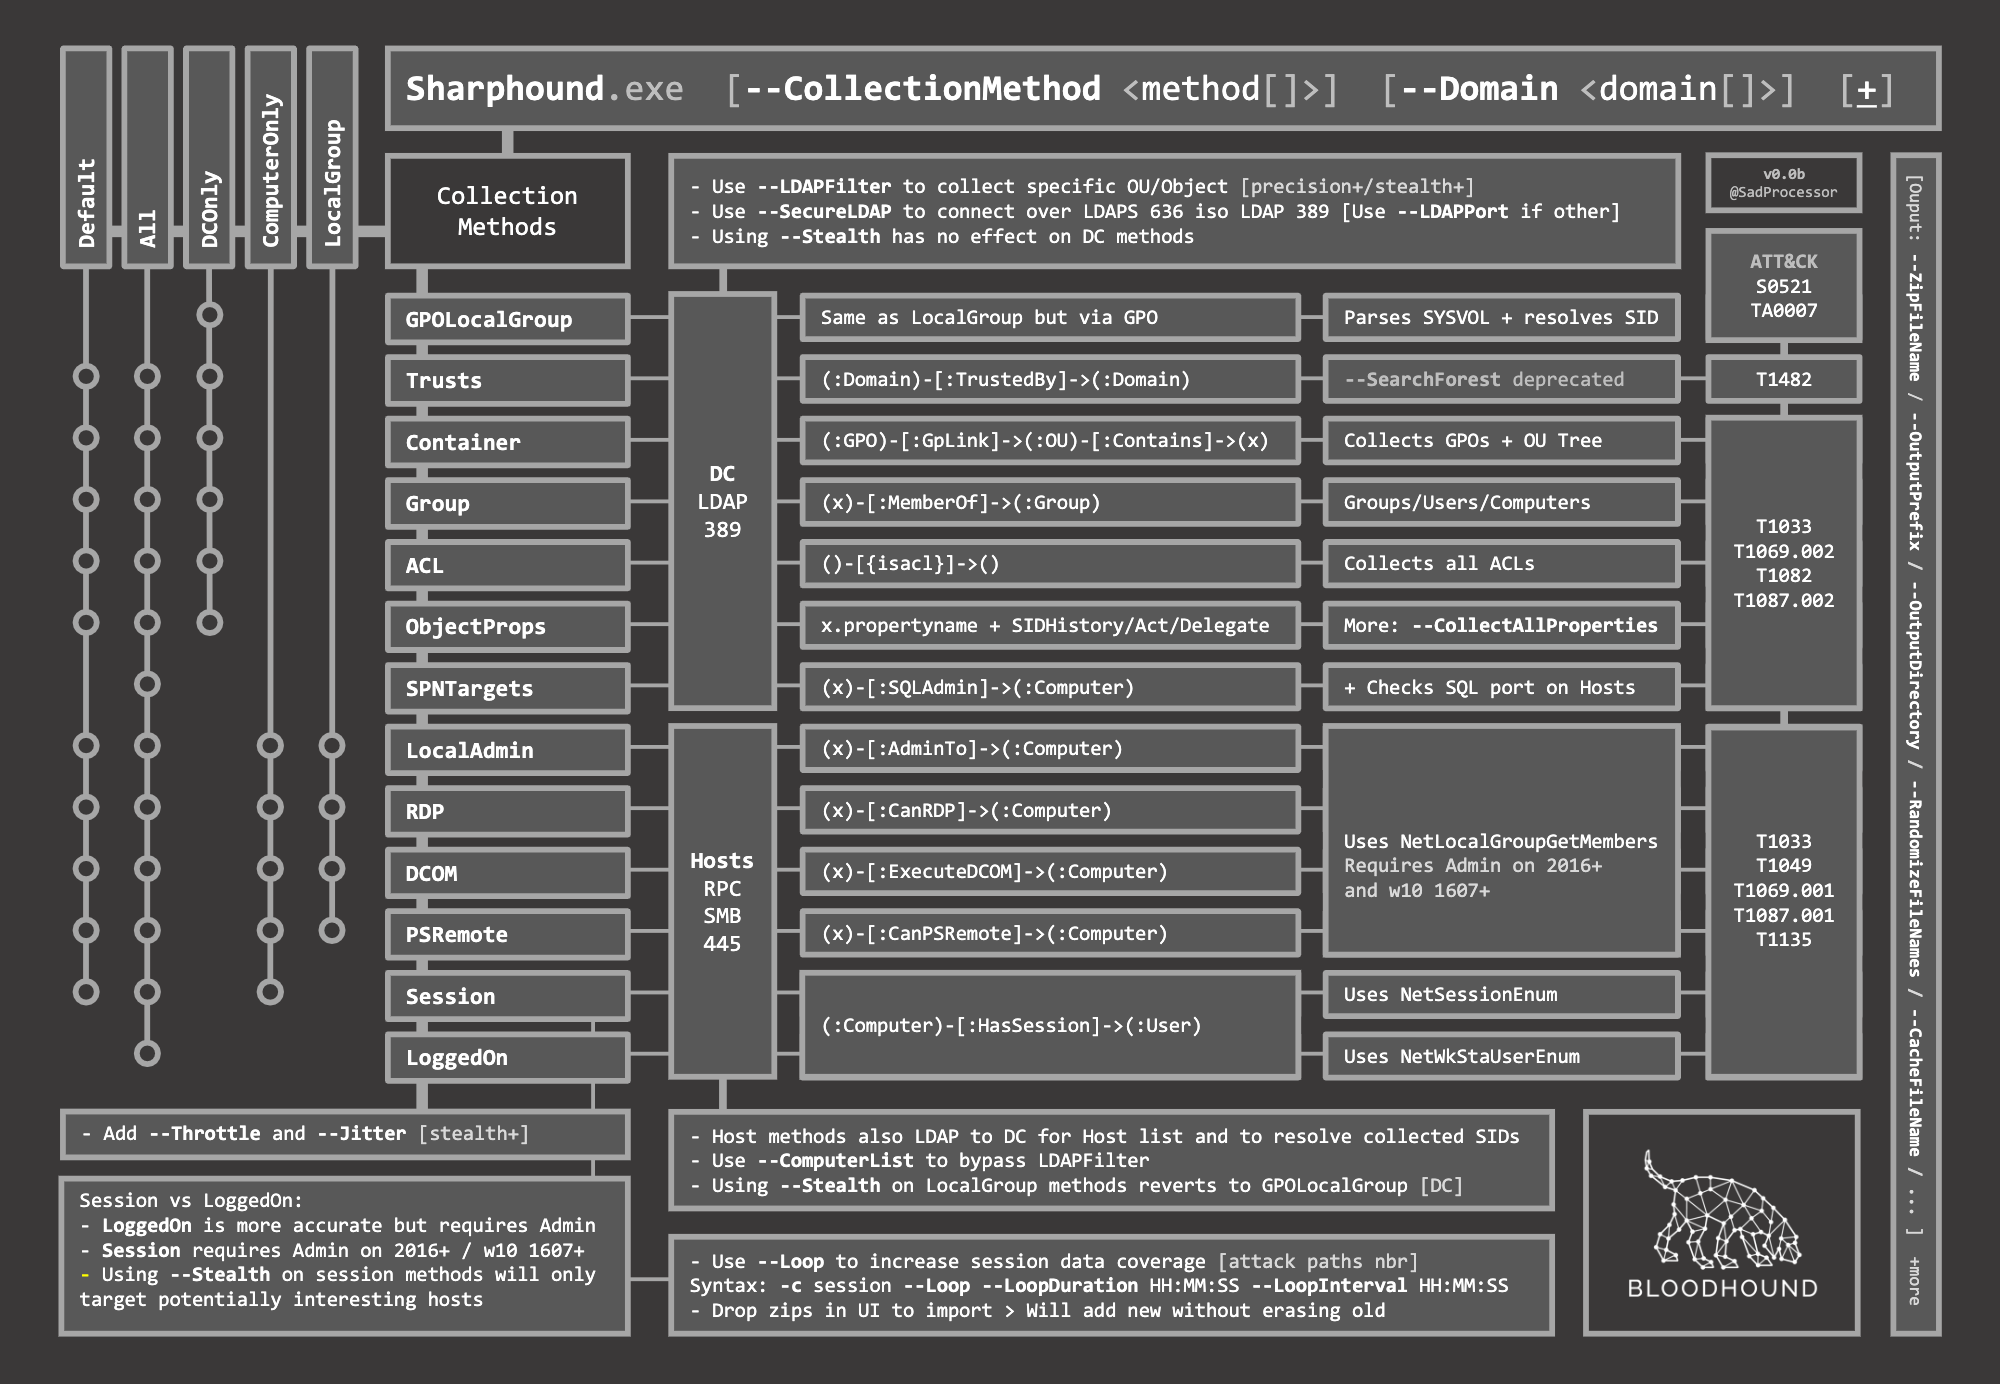 Default
All
DCOnly
ComputerOnly
LocalGroup
Sharphound.exe [--CollectionMethod <method[]>] [--Domain <domain[]>] [+]
Collection
Methods
- Use --LDAPFilter to collect specific OU/Object [precision+/stealth+]
- Use --SecureLDAP to connect over LDAPS 636 iso LDAP 389 [Use --LDAPPort if other]
- Using --Stealth has no effect on DC methods
v0.0b
@SadProcessor
ATT&CK
S0521
TA0007
GPOLocalGroup
Trusts
Container
Group
ACL
ObjectProps
SPNTargets
LocalAdmin
RDP
DCOM
PSRemote
Session
LoggedOn
DC
LDAP
389
Hosts
RPC
SMB
445
Same as LocalGroup but via GPO
(:Domain)-[:TrustedBy]->(:Domain)
(:GPO)-[:GpLink]->(:OU)-[:Contains]->(x)
(x)-[:MemberOf]->(:Group)
()-[{isacl}]->()
x.propertyname + SIDHistory/Act/Delegate
(x)-[:SQLAdmin]->(:Computer)
(x)-[:AdminTo]->(:Computer)
(x)-[:CanRDP]->(:Computer)
(x)-[:ExecuteDCOM]->(:Computer)
(x)-[:CanPSRemote]->(:Computer)
(:Computer)-[:HasSession]->(:User)
Parses SYSVOL + resolves SID
--SearchForest deprecated
Collects GPOs + OU Tree
Groups/Users/Computers
Collects all ACLs
More: --CollectAllProperties
+ Checks SQL port on Hosts
Uses NetLocalGroupGetMembers
Requires Admin on 2016+
and w10 1607+
Uses NetSessionEnum
Uses NetWkStaUserEnum
T1482
T1033
T1069.002
T1082
T1087.002
T1033
T1049
T1069.001
T1087.001
T1135
[Ouput: --ZipFileName / --OutputPrefix / --OutputDirectory / --RandomizeFileNames / --CacheFileName / ... ] +more
- Add --Throttle and --Jitter [stealth+]
Session vs LoggedOn:
- LoggedOn is more accurate but requires Admin
- Session requires Admin on 2016+ / w10 1607+
- Using --Stealth on session methods will only
target potentially interesting hosts
- Host methods also LDAP to DC for Host list and to resolve collected SIDs
- Use --ComputerList to bypass LDAPFilter
- Using --Stealth on LocalGroup methods reverts to GPOLocalGroup [DC]
- Use --Loop to increase session data coverage [attack paths nbr]
Syntax: -c session --Loop --LoopDuration HH:MM:SS --LoopInterval HH:MM:SS
- Drop zips in UI to import > Will add new without erasing old
BLOODHOUND